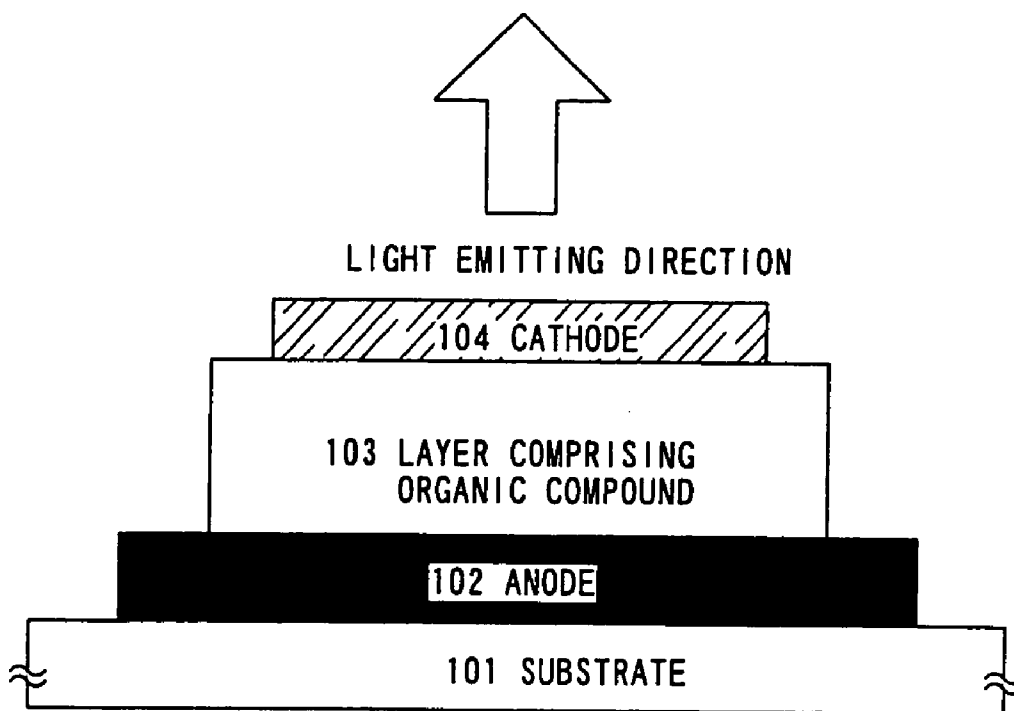 LIGHT EMITTING DIRECTION
104 CATHODE
103 LAYER COMPRISING
ORGANIC COMPOUND
102 ANODE
101 SUBSTRATE